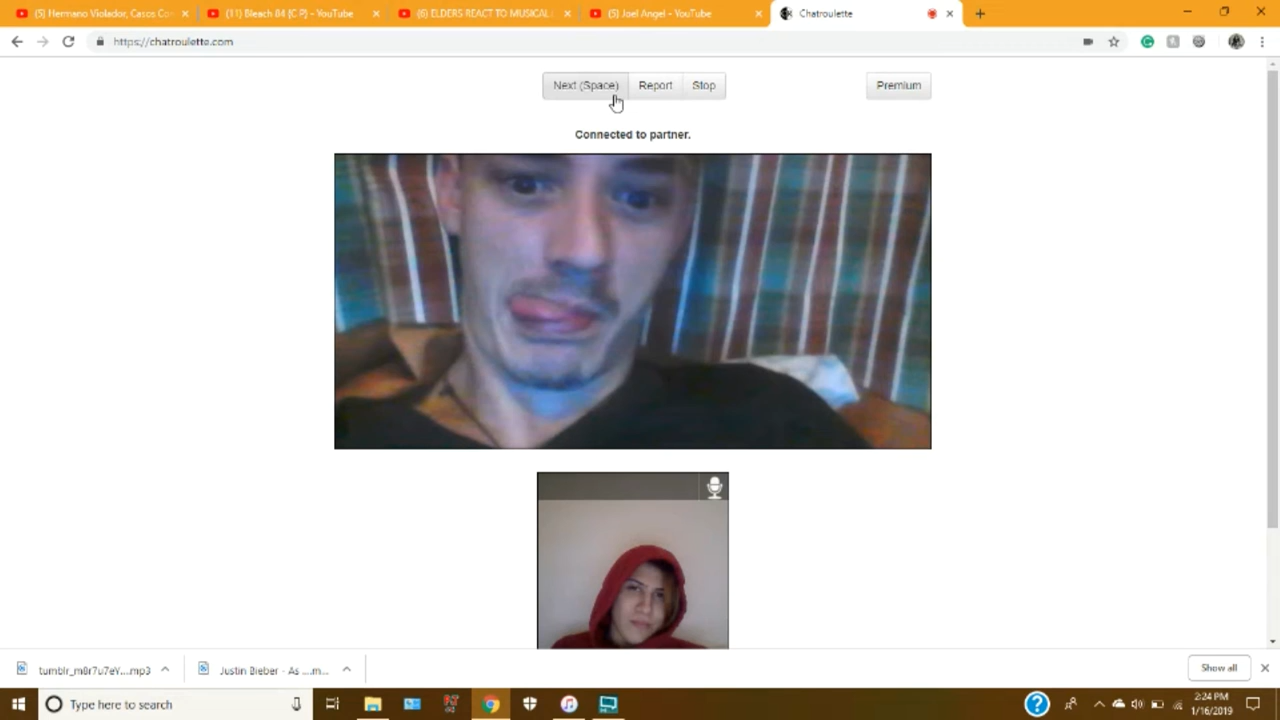 (5) Hermano Violador, Casos Co
(11) Bleach 84 [C P] - YouTube
(6) ELDERS REACT TO MUSICAL
(5) Joel Angel - YouTube
Chatroulette
https://chatroulette.com
Next (Space)
Report
Stop
Premium
Connected to partner.
tumblr_m8r7u7eY....mp3
Justin Bieber - As ....m...
Show all
Type here to search
2:24 PM
1/16/2019